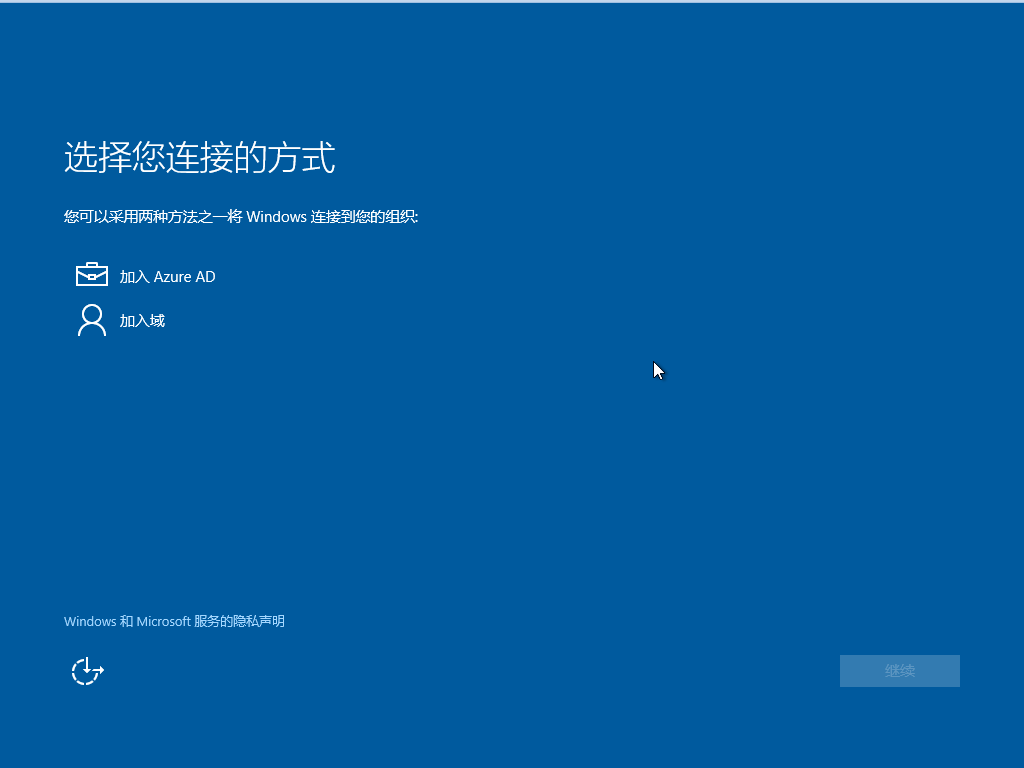 选择您连接的方式
您可以采用两种方法之一将 Windows 连接到您的组织:
加入 Azure AD
加入域
Windows 和 Microsoft 服务的隐私声明
继续